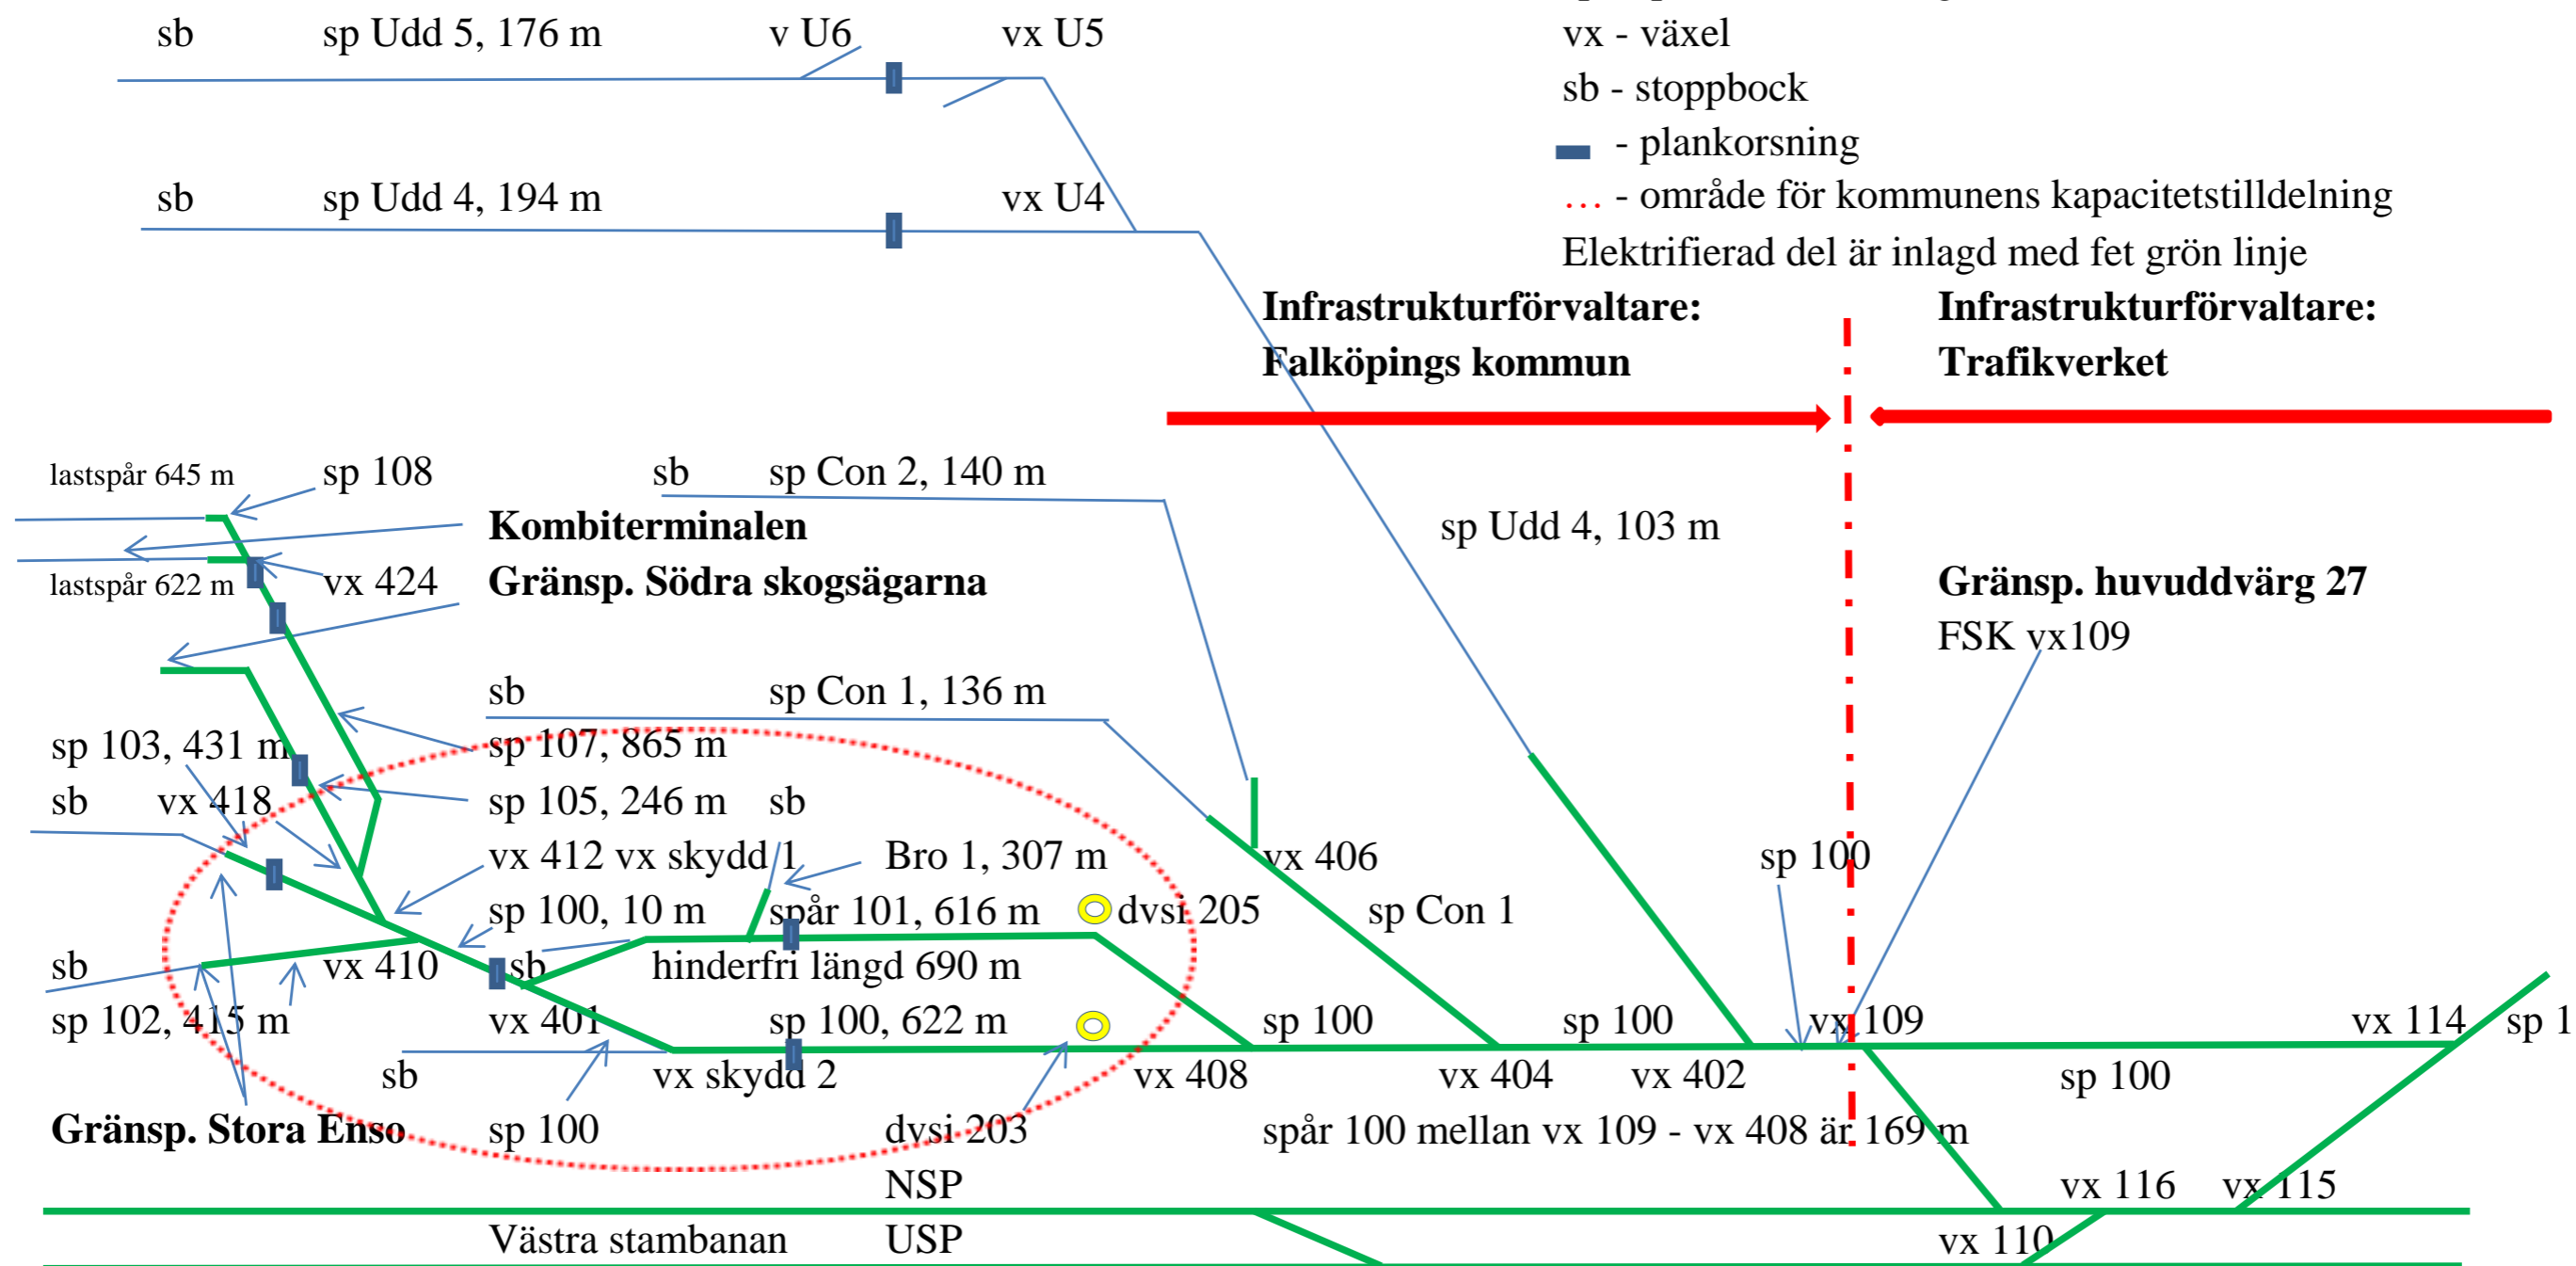 sb sp Udd 5, 176 m v U6 vx U5
vx - växel
sb - stoppbock
- plankorsning
sb sp Udd 4, 194 m vx U4
... - område för kommunens kapacitetstilldelning
Elektrifierad del är inlagd med fet grön linje
Infrastrukturförvaltare: Infrastrukturförvaltare:
Falköpings kommun Trafikverket
lastspår 645 m sp 108 sb sp Con 2, 140 m
Kombiterminalen sp Udd 4, 103 m
lastspår 622 m vx 424 Gränsp. Södra skogsägarna Gränsp. huvuddvärg 27
FSK vx109
sb sp Con 1, 136 m
sp 103, 431 m sp 107, 865 m
sb vx 418 sp 105, 246 m sb
vx 412 vx skydd 1 Bro 1, 307 m vx 406 sp 100
sp 100, 10 m spår 101, 616 m dvsi 205 sp Con 1
sb vx 410 sb hinderfri längd 690 m
sp 102, 415 m vx 401 sp 100, 622 m sp 100 sp 100 vx 109 vx 114 sp 1
sb vx skydd 2 vx 408 vx 404 vx 402 sp 100
Gränsp. Stora Enso sp 100 dvsi 203 spår 100 mellan vx 109 - vx 408 är 169 m
NSP vx 116 vx 115
Västra stambanan USP vx 110